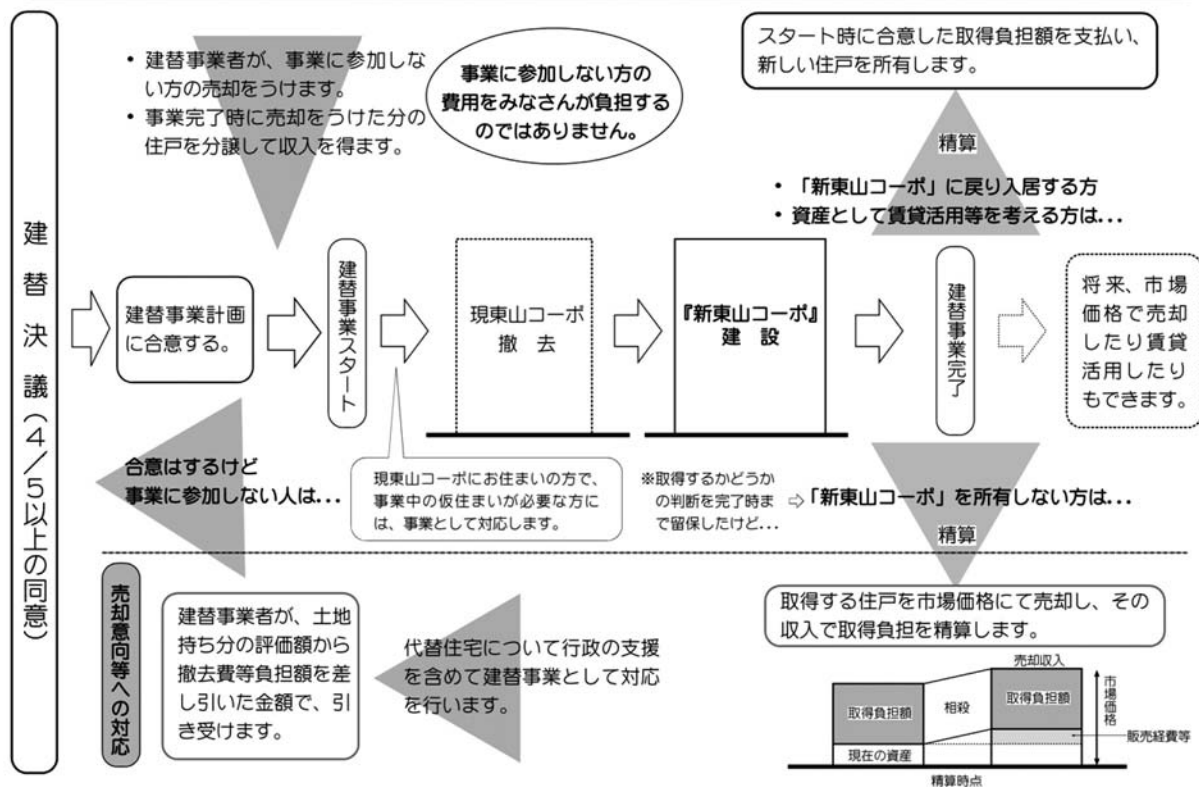 建替決議（4／5以上の同意）
• 建替事業者が、事業に参加しな
い方の売却をうけます。
• 事業完了時に売却をうけた分の
住戸を分譲して収入を得ます。
事業に参加しない方の
費用をみなさんが負担する
のではありません。
スタート時に合意した取得負担額を支払い、
新しい住戸を所有します。
精算
• 「新東山コーポ」に戻り入居する方
• 資産として賃貸活用等を考える方は…
建替事業計画
に合意する。
建替事業スタート
現東山コーポ
撤　去
『新東山コーポ』
建　設
建替事業完了
将来、市場
価格で売却
したり賃貸
活用したり
もできます。
合意はするけど
事業に参加しない人は…
現東山コーポにお住まいの方で、
事業中の仮住まいが必要な方に
は、事業として対応します。
※取得するかどうか
の判断を完了時ま
で留保したけど…
⇨「新東山コーポ」を所有しない方は…
精算
売却意向等への対応
建替事業者が、土地
持ち分の評価額から
撤去費等負担額を差
し引いた金額で、引
き受けます。
代替住宅について行政の支援
を含めて建替事業として対応
を行います。
取得する住戸を市場価格にて売却し、その
収入で取得負担を精算します。
売却収入
取得負担額
相殺
取得負担額
市場価格
販売経費等
現在の資産
精算時点